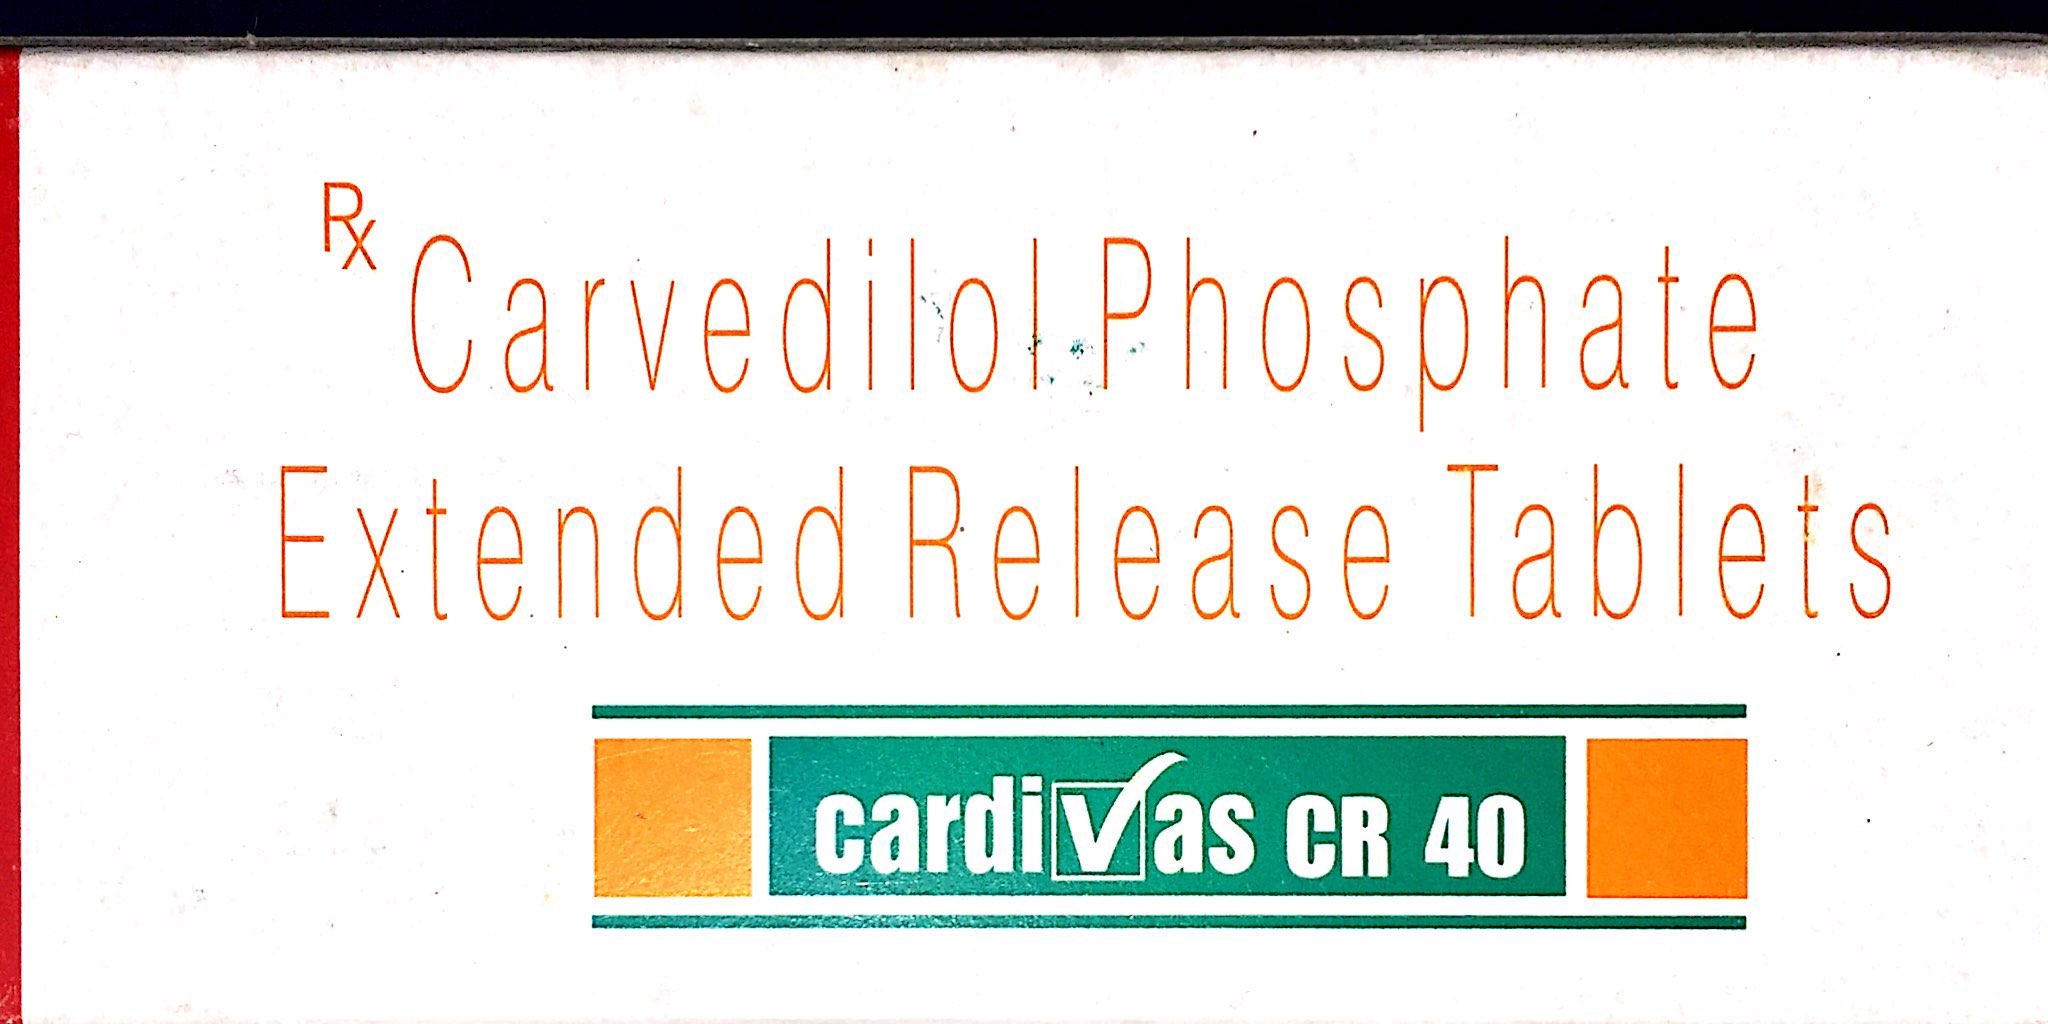 Rx Carvedilol Phosphate
Extended Release Tablets
cardivas CR 40